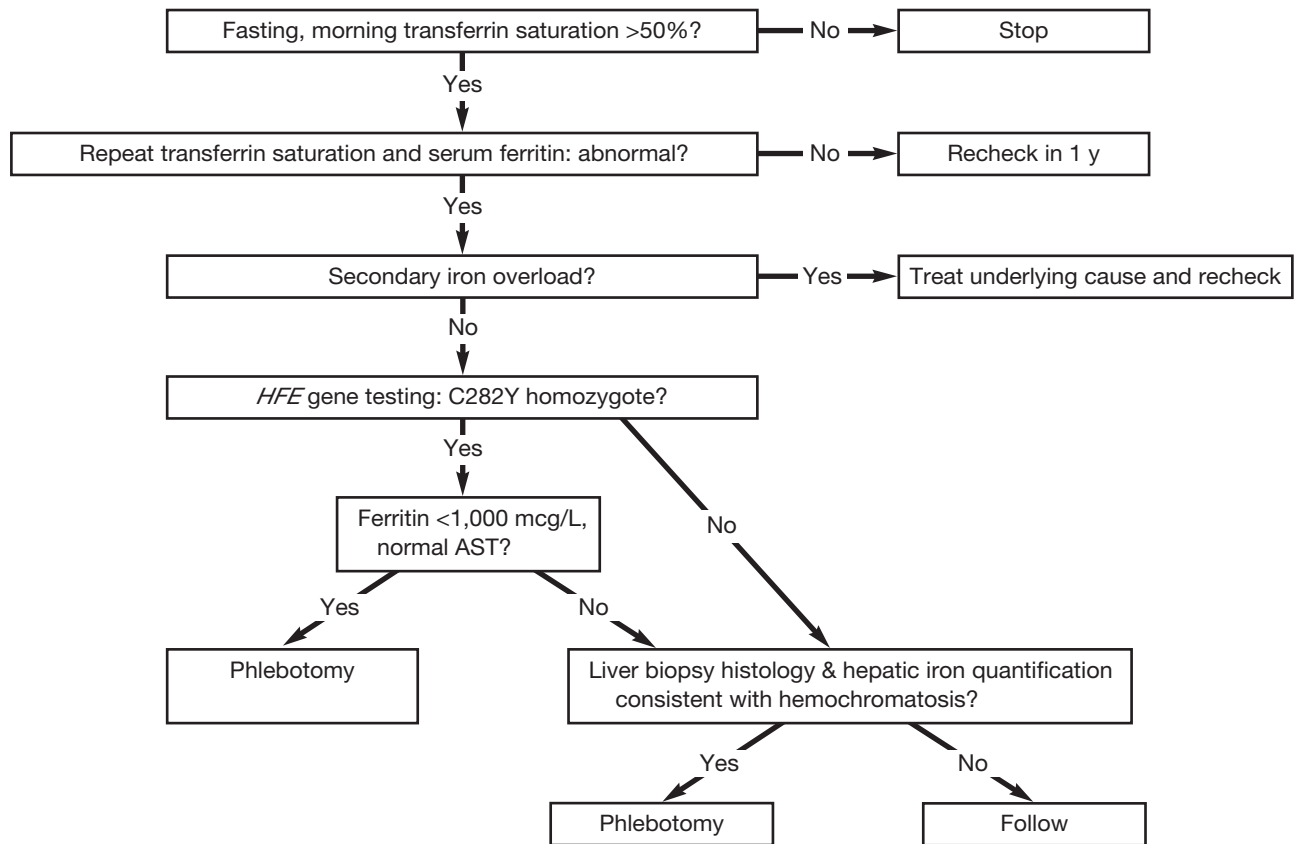 Fasting, morning transferrin saturation >50%?
No
Stop
Yes
Repeat transferrin saturation and serum ferritin: abnormal?
No
Recheck in 1 y
Yes
Secondary iron overload?
Yes
Treat underlying cause and recheck
No
HFE gene testing: C282Y homozygote?
Yes
No
Ferritin <1,000 mcg/L,
normal AST?
Yes
No
Phlebotomy
Liver biopsy histology & hepatic iron quantification
consistent with hemochromatosis?
Yes
No
Phlebotomy
Follow